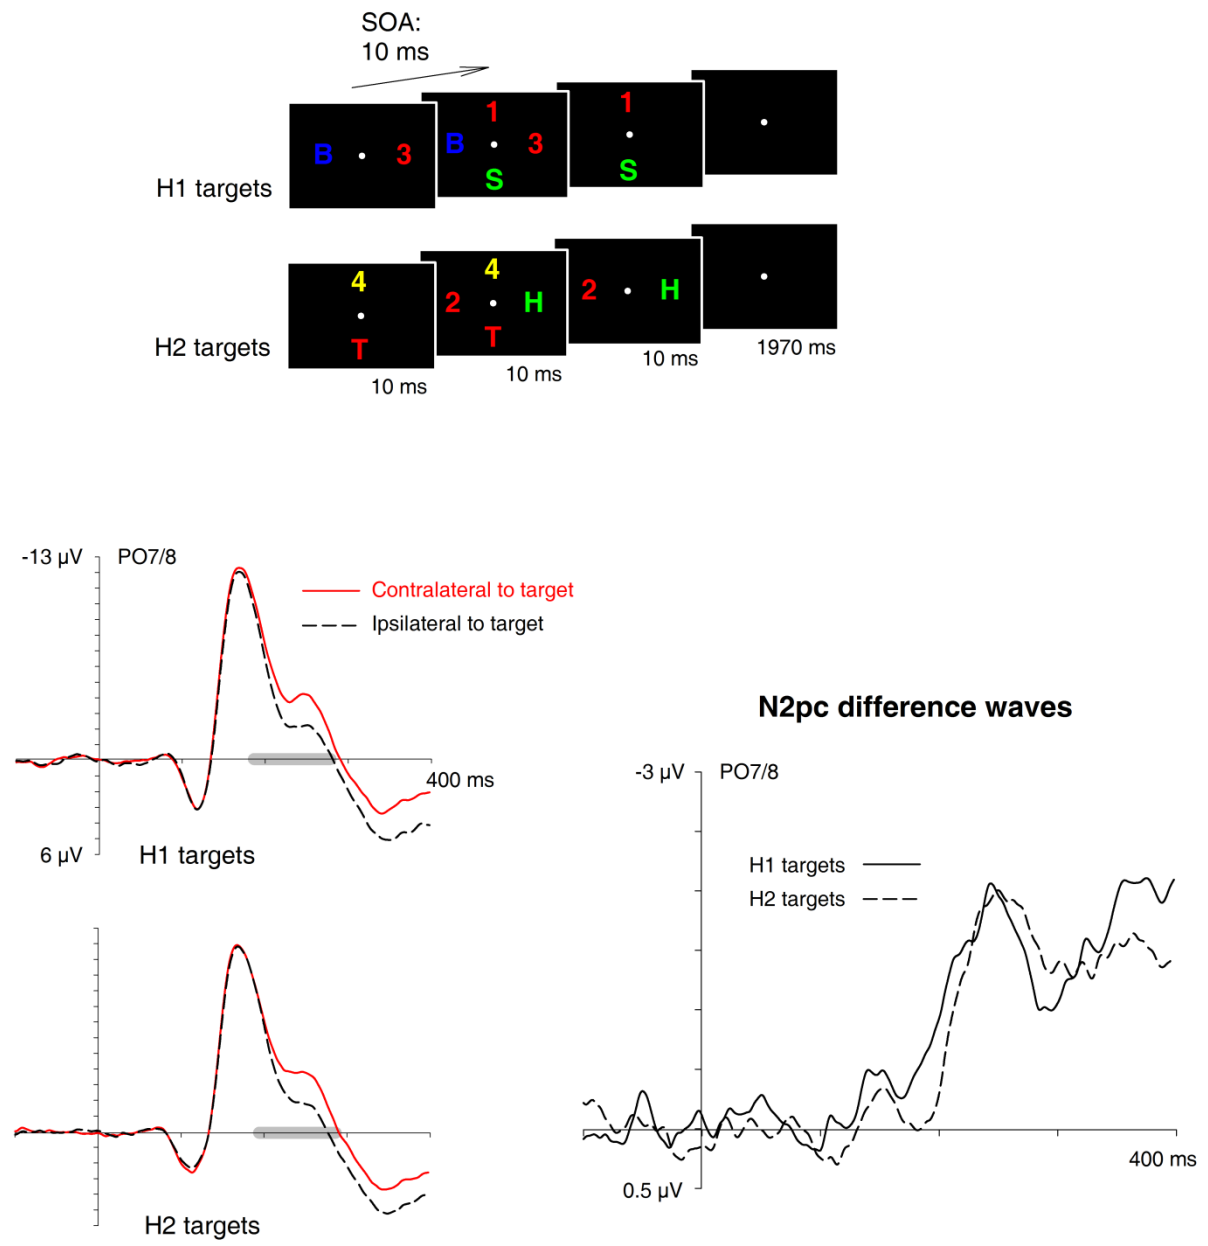 SOA:
10 ms
1
1
B
3
B
3
S
S
H1 targets
4
4
2
H
2
H
T
T
H2 targets
10 ms
10 ms
10 ms
1970 ms
-13 µV
PO7/8
Contralateral to target
Ipsilateral to target
400 ms
6 µV
H1 targets
H2 targets
N2pc difference waves
-3 µV
PO7/8
H1 targets
H2 targets
400 ms
0.5 µV